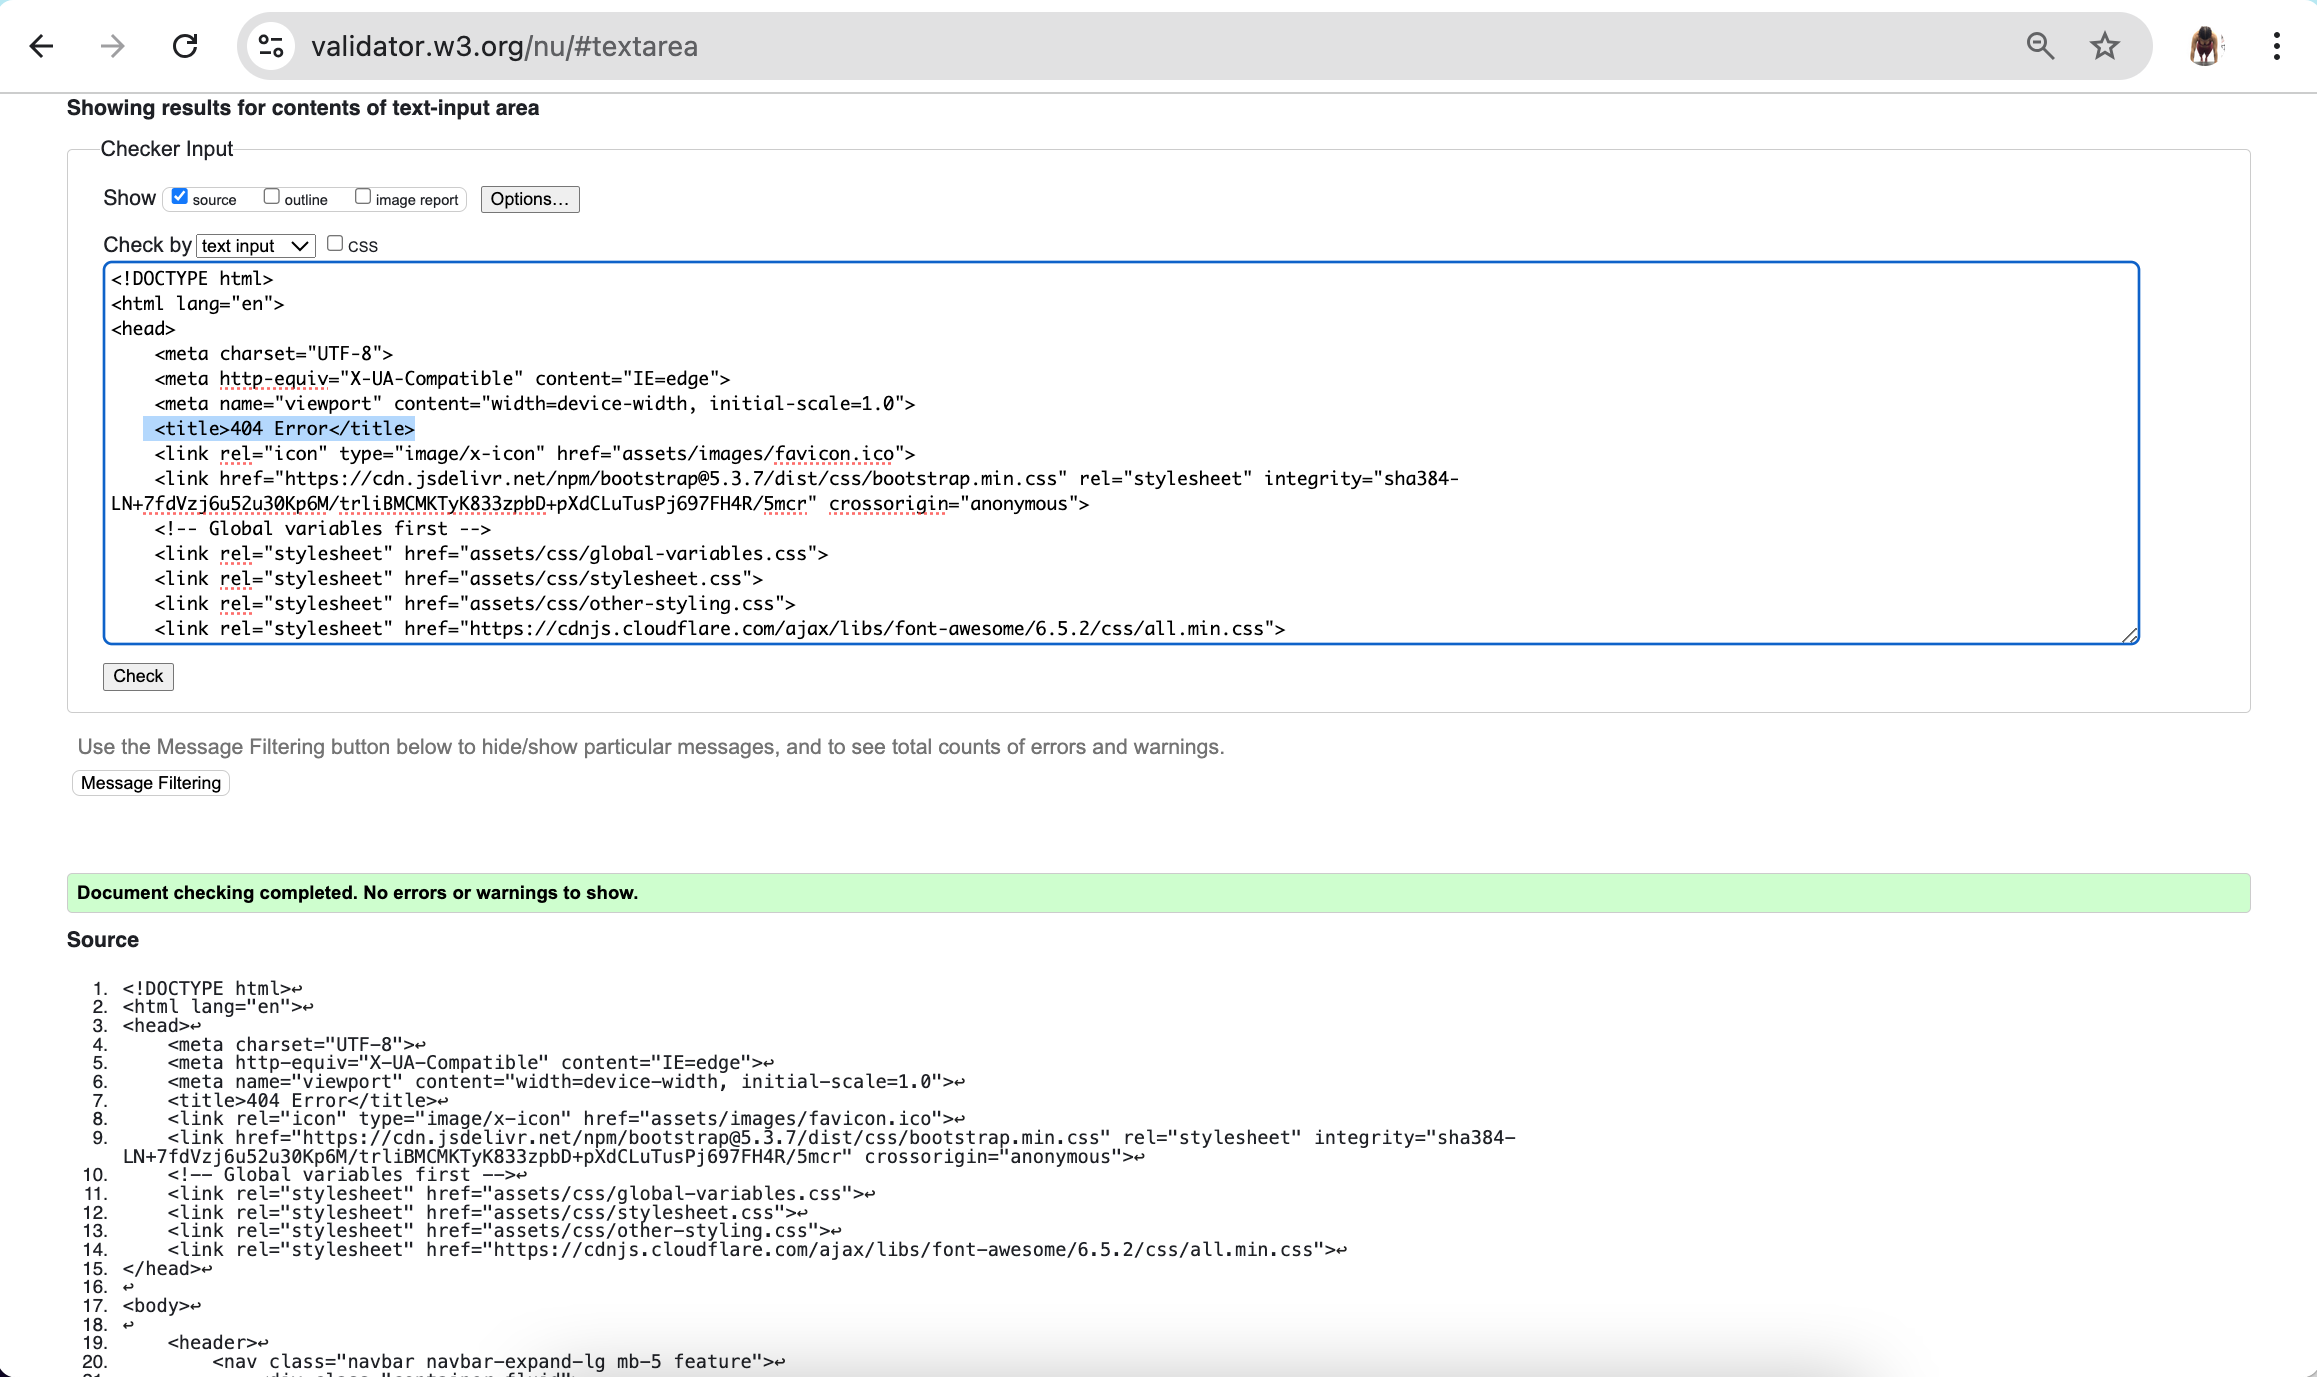 validator.w3.org/nu/#textarea
Showing results for contents of text-input area
Checker Input
Show source outline image report Options...
Check by text input css
<!DOCTYPE html>
<html lang="en">
<head>
    <meta charset="UTF-8">
    <meta http-equiv="X-UA-Compatible" content="IE=edge">
    <meta name="viewport" content="width=device-width, initial-scale=1.0">
    <title>404 Error</title>
    <link rel="icon" type="image/x-icon" href="assets/images/favicon.ico">
    <link href="https://cdn.jsdelivr.net/npm/bootstrap@5.3.7/dist/css/bootstrap.min.css" rel="stylesheet" integrity="sha384-
LN+7fdVzj6u52u30Kp6M/trliBMCMKTyK833zpbD+pXdCLuTusPj697FH4R/5mcr" crossorigin="anonymous">
    <!-- Global variables first -->
    <link rel="stylesheet" href="assets/css/global-variables.css">
    <link rel="stylesheet" href="assets/css/stylesheet.css">
    <link rel="stylesheet" href="assets/css/other-styling.css">
    <link rel="stylesheet" href="https://cdnjs.cloudflare.com/ajax/libs/font-awesome/6.5.2/css/all.min.css">
Check
Use the Message Filtering button below to hide/show particular messages, and to see total counts of errors and warnings.
Message Filtering
Document checking completed. No errors or warnings to show.
Source
1. <!DOCTYPE html>↩
2. <html lang="en">↩
3. <head>↩
4.     <meta charset="UTF-8">↩
5.     <meta http-equiv="X-UA-Compatible" content="IE=edge">↩
6.     <meta name="viewport" content="width=device-width, initial-scale=1.0">↩
7.     <title>404 Error</title>↩
8.     <link rel="icon" type="image/x-icon" href="assets/images/favicon.ico">↩
9.     <link href="https://cdn.jsdelivr.net/npm/bootstrap@5.3.7/dist/css/bootstrap.min.css" rel="stylesheet" integrity="sha384-
LN+7fdVzj6u52u30Kp6M/trliBMCMKTyK833zpbD+pXdCLuTusPj697FH4R/5mcr" crossorigin="anonymous">↩
10.     <!-- Global variables first -->↩
11.     <link rel="stylesheet" href="assets/css/global-variables.css">↩
12.     <link rel="stylesheet" href="assets/css/stylesheet.css">↩
13.     <link rel="stylesheet" href="assets/css/other-styling.css">↩
14.     <link rel="stylesheet" href="https://cdnjs.cloudflare.com/ajax/libs/font-awesome/6.5.2/css/all.min.css">↩
15. </head>↩
16. ↩
17. <body>↩
18. ↩
19.     <header>↩
20.         <nav class="navbar navbar-expand-lg mb-5 feature">↩